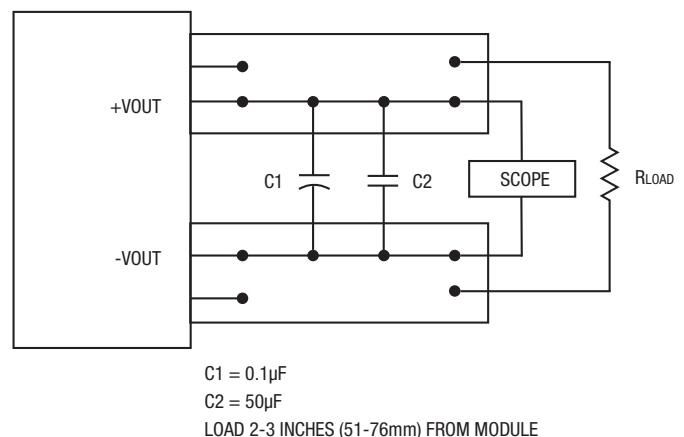 +VOUT
C1
C2
SCOPE
RLOAD
-VOUT
C1 = 0.1µF
C2 = 50µF
LOAD 2-3 INCHES (51-76mm) FROM MODULE